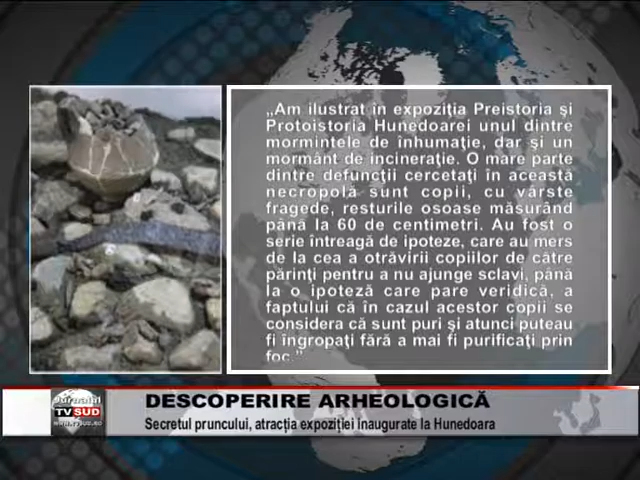 „Am ilustrat în expoziţia Preistoria şi
Protoistoria Hunedoarei unul dintre
mormintele de înhumaţie, dar şi un
mormânt de incineraţie. O mare parte
dintre defuncţii cercetaţi în această
necropolă sunt copii, cu vârste
fragede, resturile osoase măsurând
până la 60 de centimetri. Au fost o
serie întreagă de ipoteze, care au mers
de la cea a otrăvirii copiilor de către
părinţi pentru a nu ajunge sclavi, până
la o ipoteză care pare veridică, a
faptului că în cazul acestor copii se
considera că sunt puri şi atunci puteau
fi îngropaţi fără a mai fi purificaţi prin
foc.”
Jurnalul
TV SUD
DESCOPERIRE ARHEOLOGICĂ
Secretul pruncului, atracţia expoziţiei inaugurate la Hunedoara